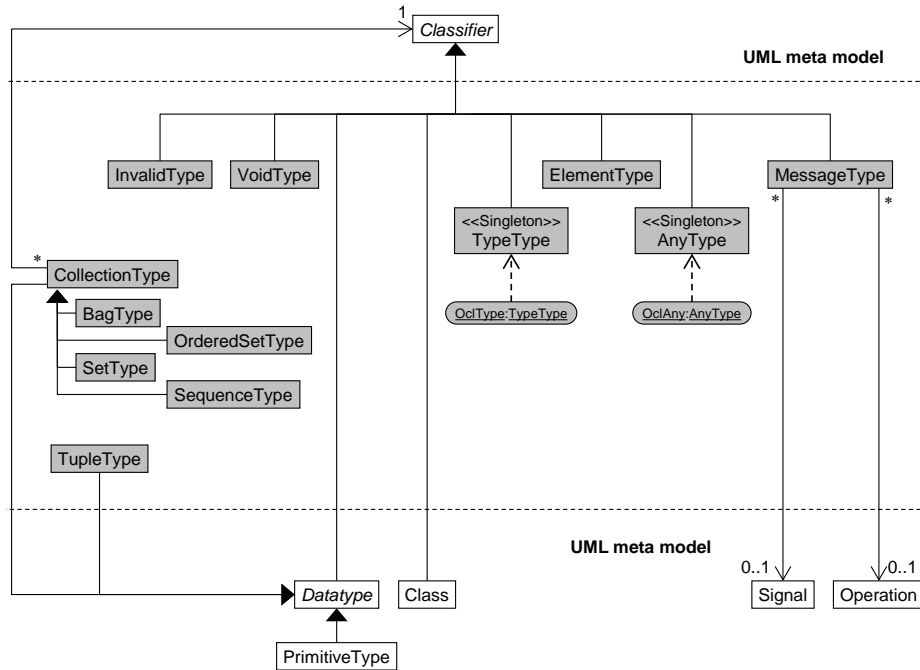 1
Classifier
UML meta model
InvalidType
VoidType
ElementType
MessageType
<<Singleton>>
TypeType
<<Singleton>>
AnyType
*
*
*
CollectionType
BagType
OrderedSetType
SetType
SequenceType
OclType:TypeType
OclAny:AnyType
TupleType
UML meta model
0..1
0..1
Datatype
Class
Signal
Operation
PrimitiveType